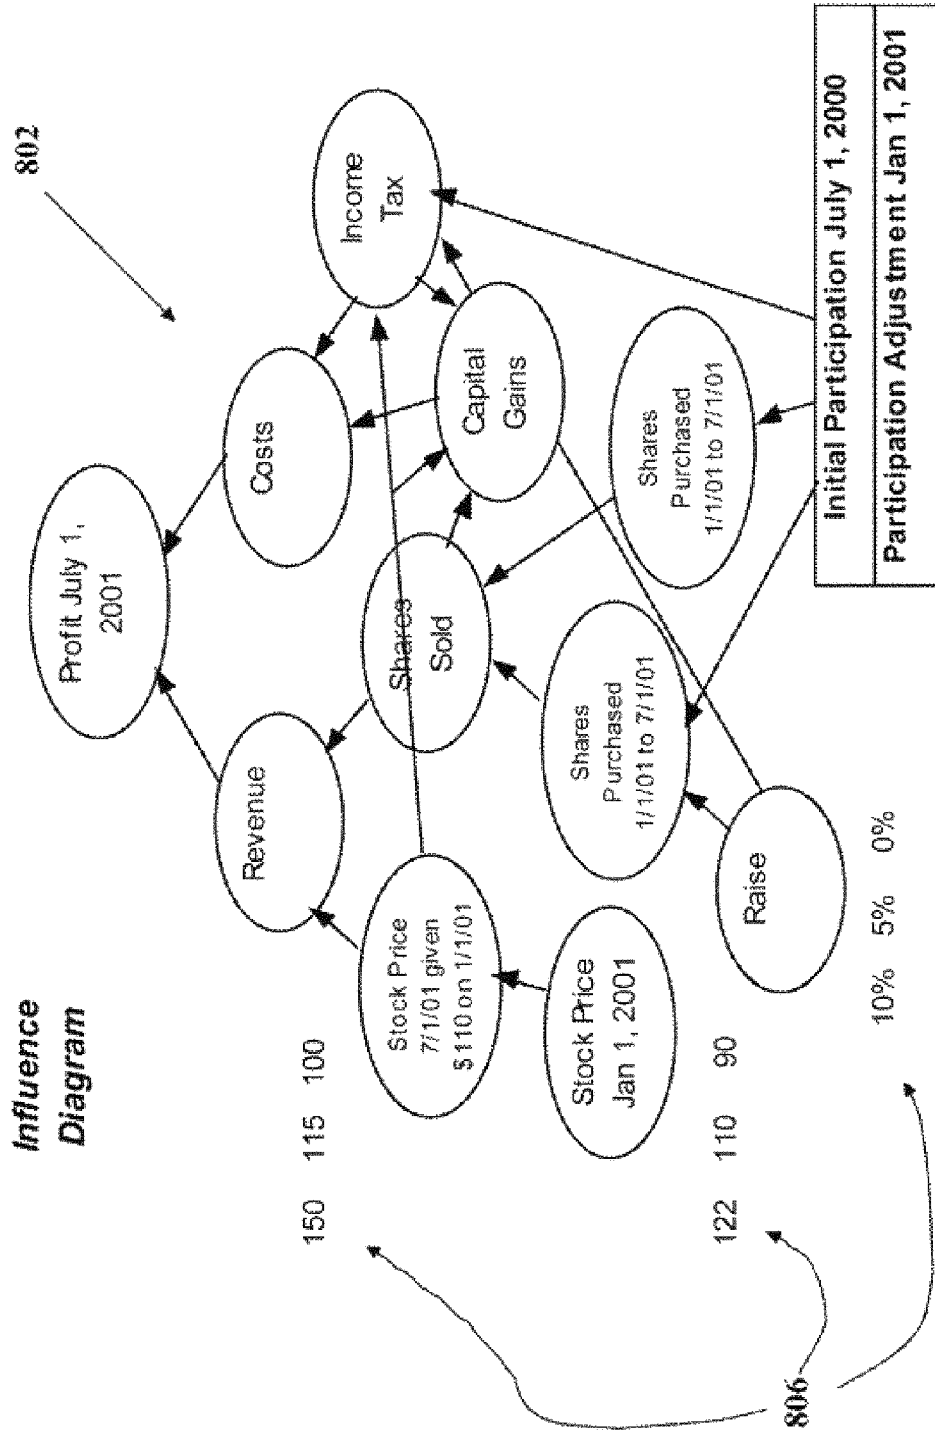 Influence
Diagram
802
Profit July 1,
2001
Revenue
Costs
150 115 100
Stock Price
7/1/01 given
$110 on 1/1/01
Shares
Sold
Capital
Gains
Income
Tax
Stock Price
Jan 1, 2001
Shares
Purchased
1/1/01 to 7/1/01
Shares
Purchased
1/1/01 to 7/1/01
122 110 90
Raise
10% 5% 0%
806
Initial Participation July 1, 2000
Participation Adjustment Jan 1, 2001